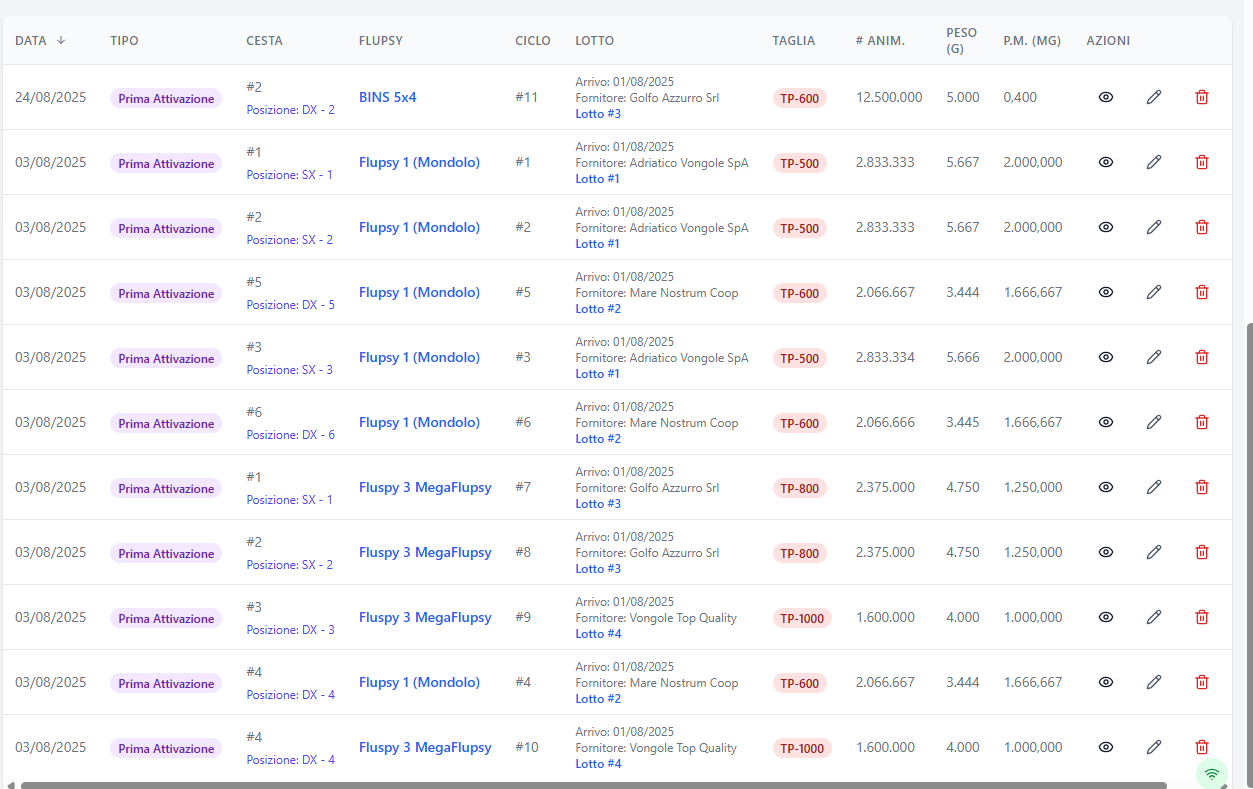 DATA ↓ TIPO CESTA FLUPSY CICLO LOTTO TAGLIA # ANIM. PESO (G) P.M. (MG) AZIONI
24/08/2025 Prima Attivazione #2 BINS 5x4 #11 Arrivo: 01/08/2025 TP-600 12.500.000 5.000 0,400
Posizione: DX - 2 Fornitore: Golfo Azzurro Srl
Lotto #3
03/08/2025 Prima Attivazione #1 Flupsy 1 (Mondolo) #1 Arrivo: 01/08/2025 TP-500 2.833.333 5.667 2.000,000
Posizione: SX - 1 Fornitore: Adriatico Vongole SpA
Lotto #1
03/08/2025 Prima Attivazione #2 Flupsy 1 (Mondolo) #2 Arrivo: 01/08/2025 TP-500 2.833.333 5.667 2.000,000
Posizione: SX - 2 Fornitore: Adriatico Vongole SpA
Lotto #1
03/08/2025 Prima Attivazione #5 Flupsy 1 (Mondolo) #5 Arrivo: 01/08/2025 TP-600 2.066.667 3.444 1.666,667
Posizione: DX - 5 Fornitore: Mare Nostrum Coop
Lotto #2
03/08/2025 Prima Attivazione #3 Flupsy 1 (Mondolo) #3 Arrivo: 01/08/2025 TP-500 2.833.334 5.666 2.000,000
Posizione: SX - 3 Fornitore: Adriatico Vongole SpA
Lotto #1
03/08/2025 Prima Attivazione #6 Flupsy 1 (Mondolo) #6 Arrivo: 01/08/2025 TP-600 2.066.666 3.445 1.666,667
Posizione: DX - 6 Fornitore: Mare Nostrum Coop
Lotto #2
03/08/2025 Prima Attivazione #1 Fluspy 3 MegaFlupsy #7 Arrivo: 01/08/2025 TP-800 2.375.000 4.750 1.250,000
Posizione: SX - 1 Fornitore: Golfo Azzurro Srl
Lotto #3
03/08/2025 Prima Attivazione #2 Fluspy 3 MegaFlupsy #8 Arrivo: 01/08/2025 TP-800 2.375.000 4.750 1.250,000
Posizione: SX - 2 Fornitore: Golfo Azzurro Srl
Lotto #3
03/08/2025 Prima Attivazione #3 Fluspy 3 MegaFlupsy #9 Arrivo: 01/08/2025 TP-1000 1.600.000 4.000 1.000,000
Posizione: DX - 3 Fornitore: Vongole Top Quality
Lotto #4
03/08/2025 Prima Attivazione #4 Flupsy 1 (Mondolo) #4 Arrivo: 01/08/2025 TP-600 2.066.667 3.444 1.666,667
Posizione: DX - 4 Fornitore: Mare Nostrum Coop
Lotto #2
03/08/2025 Prima Attivazione #4 Fluspy 3 MegaFlupsy #10 Arrivo: 01/08/2025 TP-1000 1.600.000 4.000 1.000,000
Posizione: DX - 4 Fornitore: Vongole Top Quality
Lotto #4